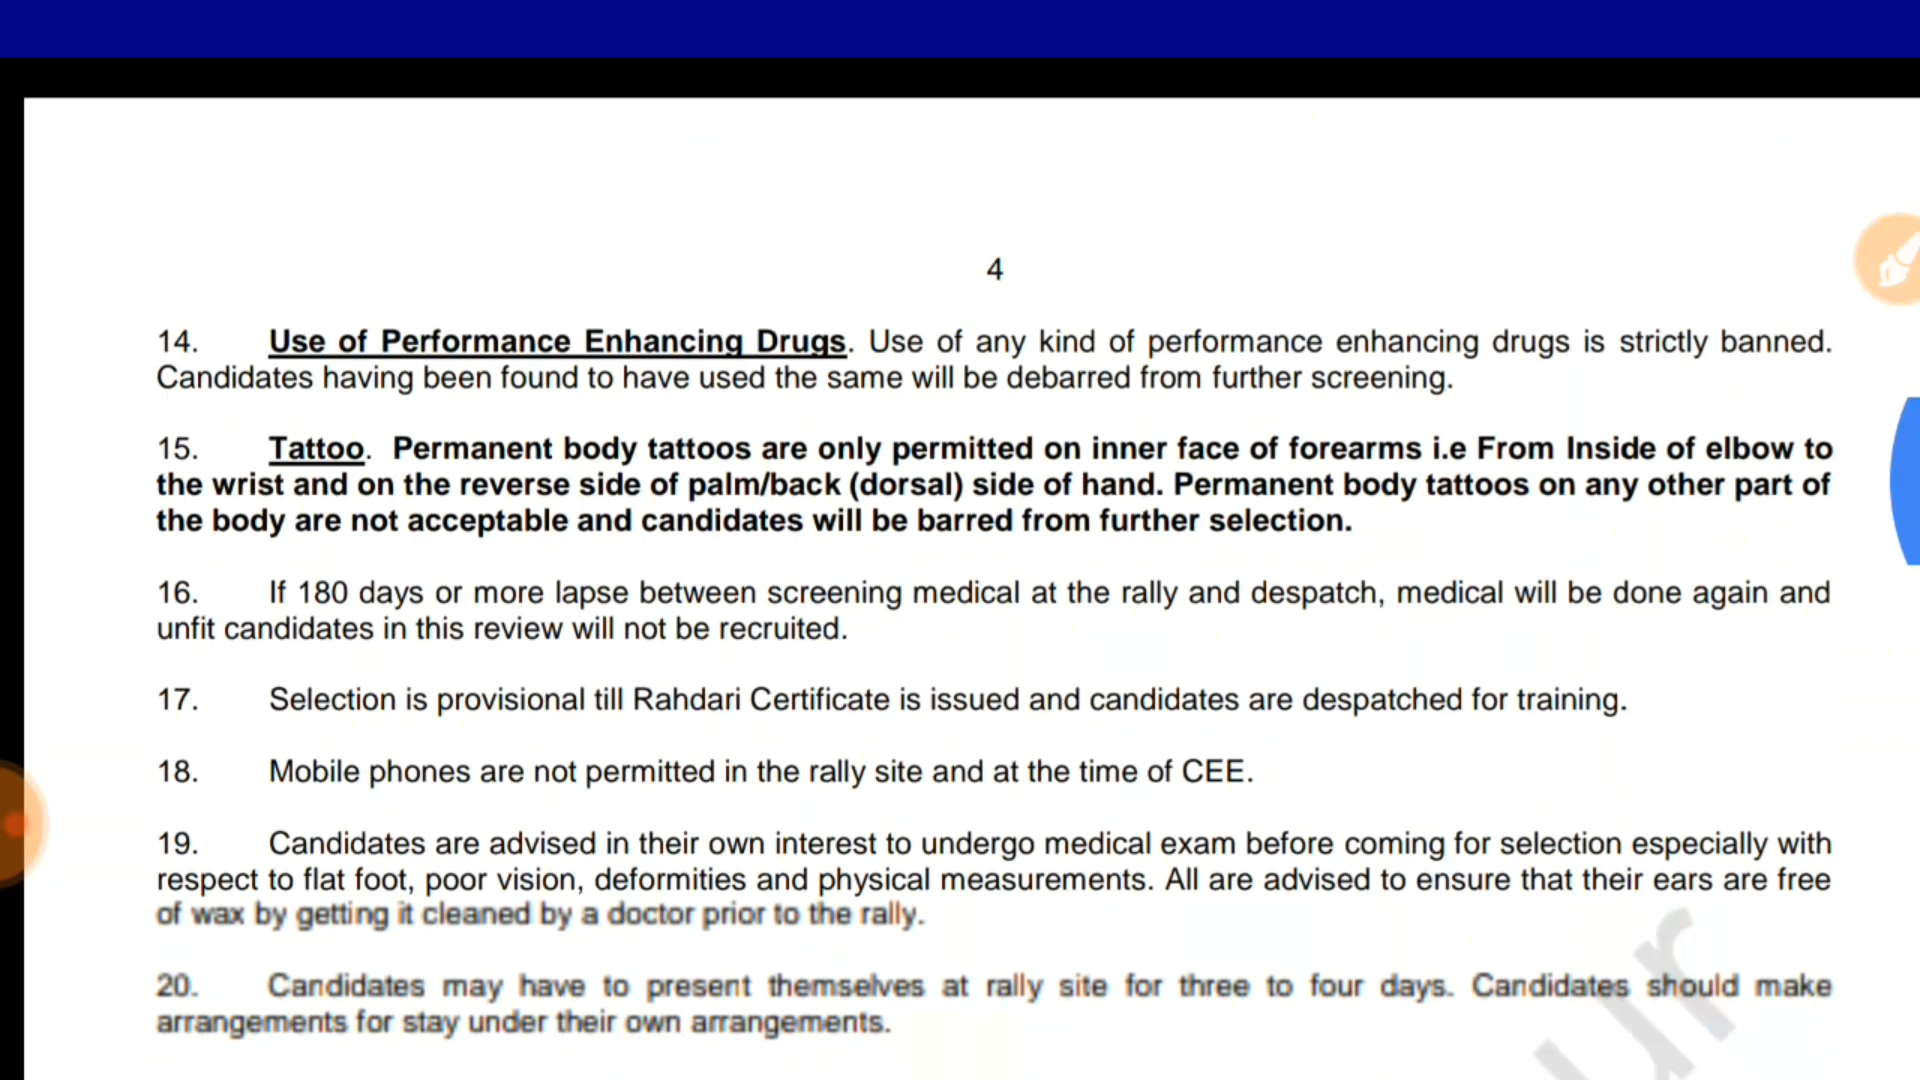 4
14. Use of Performance Enhancing Drugs. Use of any kind of performance enhancing drugs is strictly banned.
Candidates having been found to have used the same will be debarred from further screening.
15. Tattoo. Permanent body tattoos are only permitted on inner face of forearms i.e From Inside of elbow to
the wrist and on the reverse side of palm/back (dorsal) side of hand. Permanent body tattoos on any other part of
the body are not acceptable and candidates will be barred from further selection.
16. If 180 days or more lapse between screening medical at the rally and despatch, medical will be done again and
unfit candidates in this review will not be recruited.
17. Selection is provisional till Rahdari Certificate is issued and candidates are despatched for training.
18. Mobile phones are not permitted in the rally site and at the time of CEE.
19. Candidates are advised in their own interest to undergo medical exam before coming for selection especially with
respect to flat foot, poor vision, deformities and physical measurements. All are advised to ensure that their ears are free
of wax by getting it cleaned by a doctor prior to the rally.
20. Candidates may have to present themselves at rally site for three to four days. Candidates should make
arrangements for stay under their own arrangements.